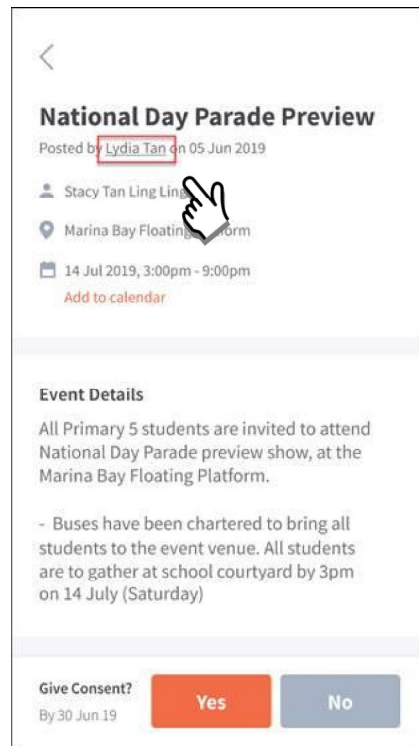 National Day Parade Preview
Posted by Lydia Tan on 05 Jun 2019
Stacy Tan Ling Ling
Marina Bay Floating
14 Jul 2019, 3:00pm - 9:00pm
Add to calendar
Event Details
All Primary 5 students are invited to attend
National Day Parade preview show, at the
Marina Bay Floating Platform.
- Buses have been chartered to bring all
students to the event venue. All students
are to gather at school courtyard by 3pm
on 14 July (Saturday)
Give Consent?
By 30 Jun 19
Yes
No